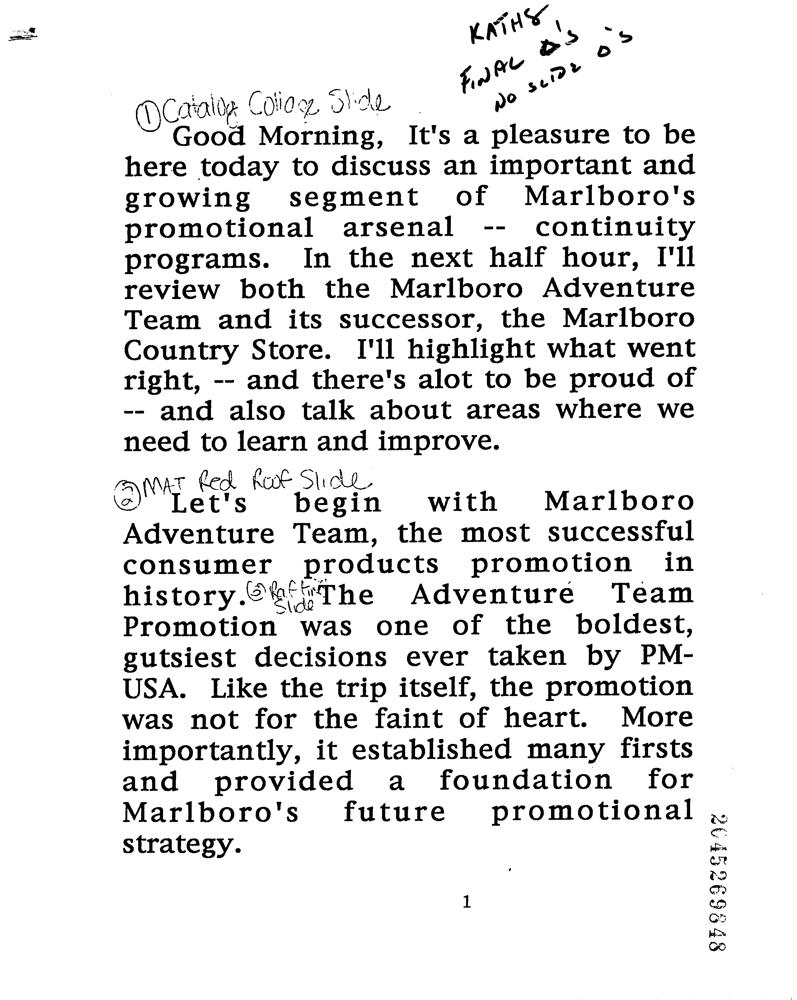 KATHY
FINAL
NO SLIDE
① Catalog Collage Slide
Good Morning, It's a pleasure to be
here today to discuss an important and
growing segment of Marlboro's
promotional arsenal -- continuity
programs. In the next half hour, I'll
review both the Marlboro Adventure
Team and its successor, the Marlboro
Country Store. I'll highlight what went
right, -- and there's alot to be proud of
-- and also talk about areas where we
need to learn and improve.
② MAT Red Roof Slide
Let's begin with Marlboro
Adventure Team, the most successful
consumer products promotion in
history. ③ Rafting Slide The Adventure Team
Promotion was one of the boldest,
gutsiest decisions ever taken by PM-
USA. Like the trip itself, the promotion
was not for the faint of heart. More
importantly, it established many firsts
and provided a foundation for
Marlboro's future promotional
strategy.
1
2045269848